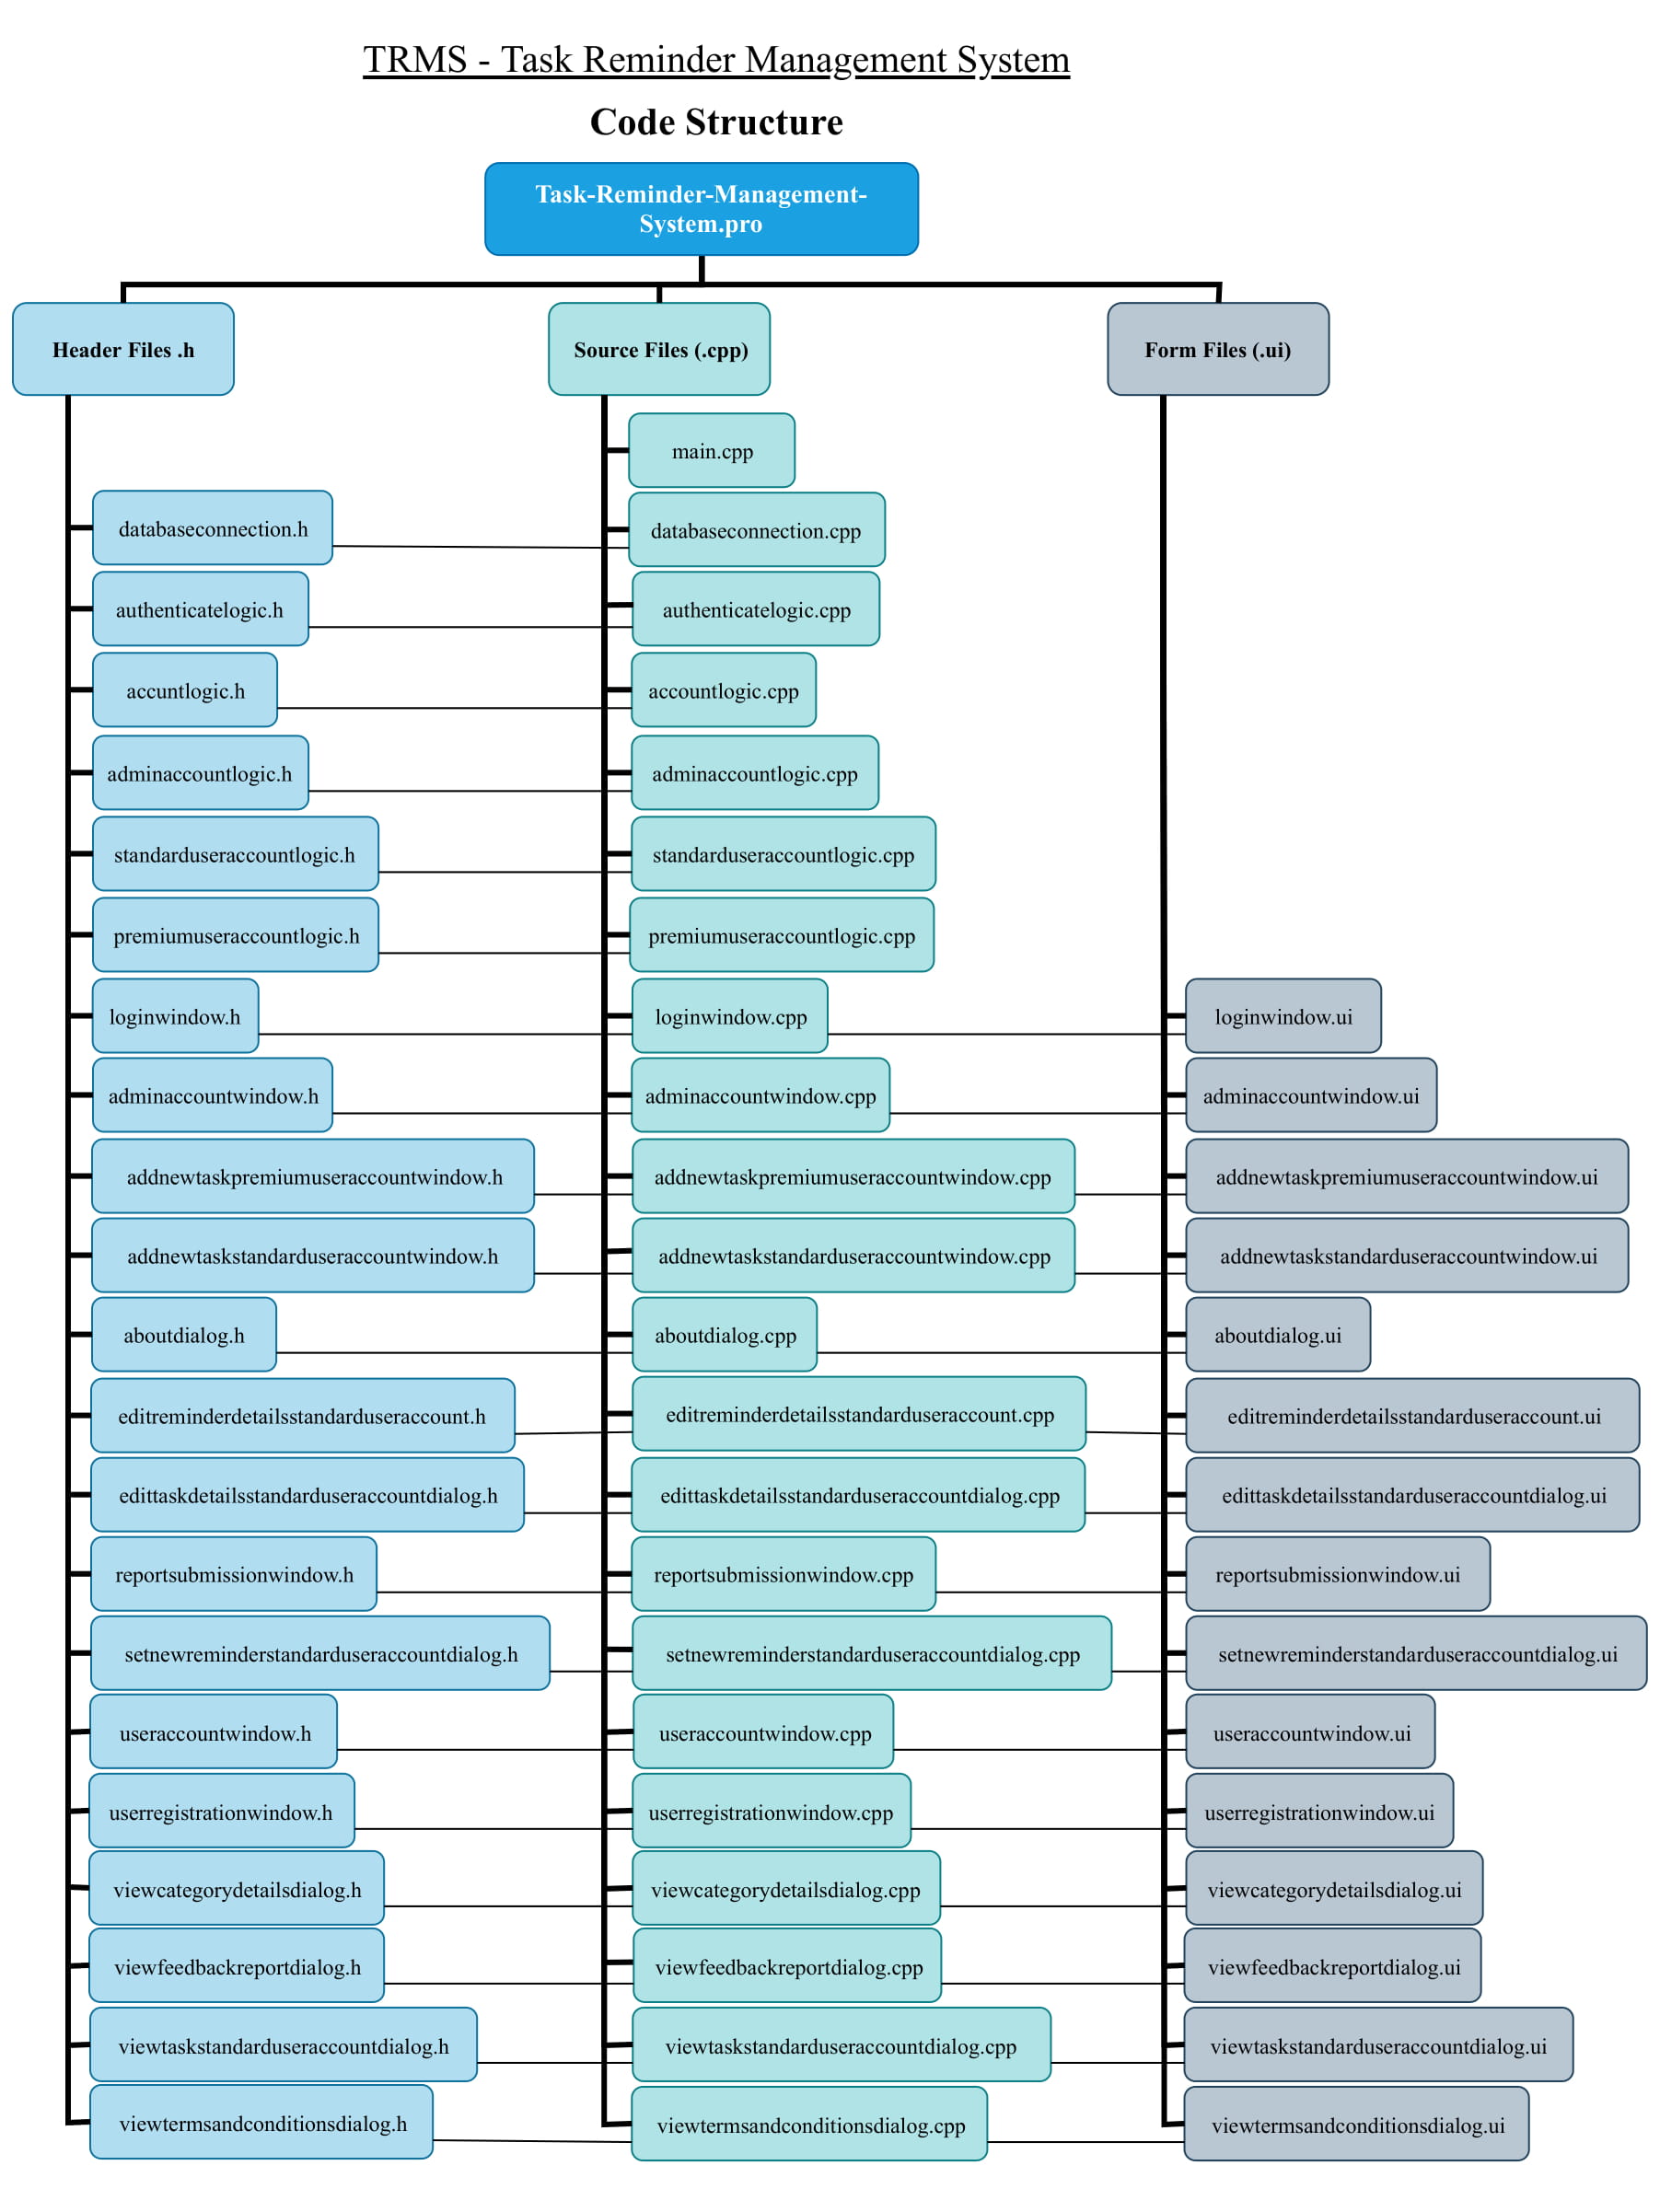 TRMS - Task Reminder Management System
Code Structure
Task-Reminder-Management-
System.pro
Header Files .h
Source Files (.cpp)
Form Files (.ui)
main.cpp
databaseconnection.h
databaseconnection.cpp
authenticatelogic.h
authenticatelogic.cpp
accuntlogic.h
accountlogic.cpp
adminaccountlogic.h
adminaccountlogic.cpp
standarduseraccountlogic.h
standarduseraccountlogic.cpp
premiumuseraccountlogic.h
premiumuseraccountlogic.cpp
loginwindow.h
loginwindow.cpp
loginwindow.ui
adminaccountwindow.h
adminaccountwindow.cpp
adminaccountwindow.ui
addnewtaskpremiumuseraccountwindow.h
addnewtaskpremiumuseraccountwindow.cpp
addnewtaskpremiumuseraccountwindow.ui
addnewtaskstandarduseraccountwindow.h
addnewtaskstandarduseraccountwindow.cpp
addnewtaskstandarduseraccountwindow.ui
aboutdialog.h
aboutdialog.cpp
aboutdialog.ui
editreminderdetailsstandarduseraccount.h
editreminderdetailsstandarduseraccount.cpp
editreminderdetailsstandarduseraccount.ui
edittaskdetailsstandarduseraccountdialog.h
edittaskdetailsstandarduseraccountdialog.cpp
edittaskdetailsstandarduseraccountdialog.ui
reportsubmissionwindow.h
reportsubmissionwindow.cpp
reportsubmissionwindow.ui
setnewreminderstandarduseraccountdialog.h
setnewreminderstandarduseraccountdialog.cpp
setnewreminderstandarduseraccountdialog.ui
useraccountwindow.h
useraccountwindow.cpp
useraccountwindow.ui
userregistrationwindow.h
userregistrationwindow.cpp
userregistrationwindow.ui
viewcategorydetailsdialog.h
viewcategorydetailsdialog.cpp
viewcategorydetailsdialog.ui
viewfeedbackreportdialog.h
viewfeedbackreportdialog.cpp
viewfeedbackreportdialog.ui
viewtaskstandarduseraccountdialog.h
viewtaskstandarduseraccountdialog.cpp
viewtaskstandarduseraccountdialog.ui
viewtermsandconditionsdialog.h
viewtermsandconditionsdialog.cpp
viewtermsandconditionsdialog.ui